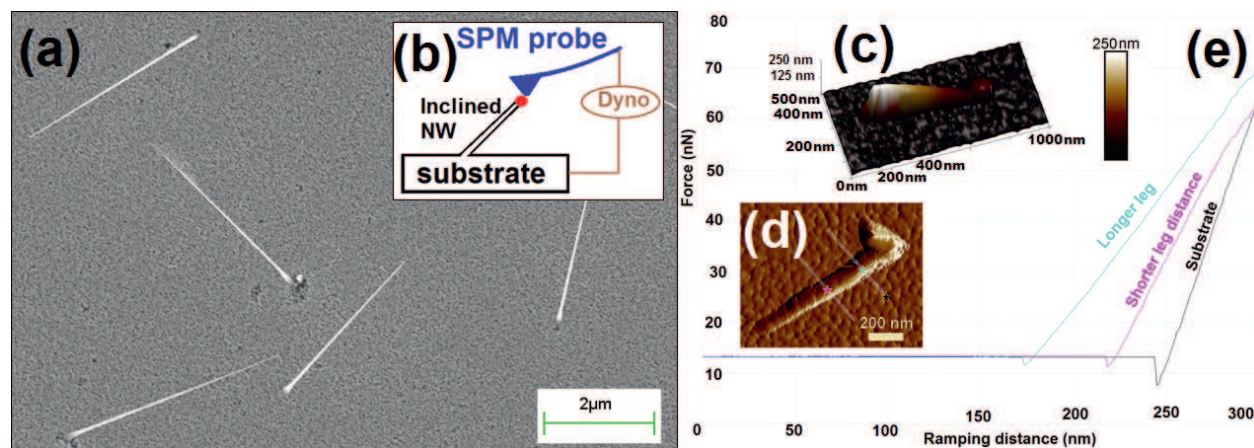 (a)
2μm
(b)
SPM probe
Inclined
NW
Dyno
substrate
80
70
60
50
40
30
20
10
Force (nN)
(c)
250 nm
125 nm
500nm
400nm
200nm
0nm
200nm
400nm
1000nm
250nm
(e)
(d)
200 nm
Longer leg
Shorter leg distance
Substrate
0
50
100
150
200
250
300
Ramping distance (nm)